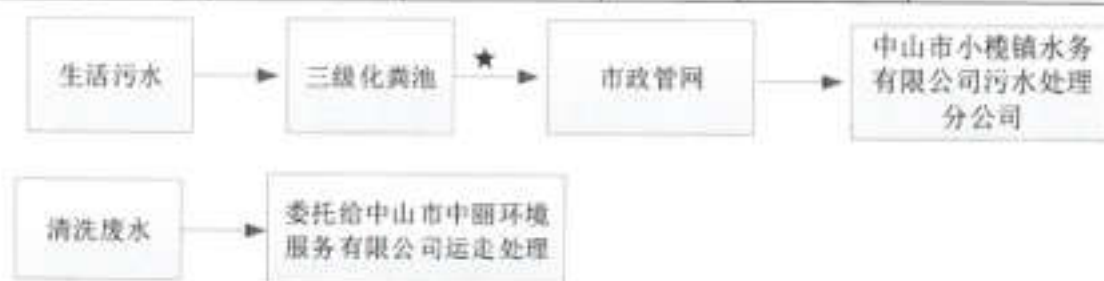 生活污水
三级化粪池
★
市政管网
中山市小榄镇水务
有限公司污水处理
分公司
清洗废水
委托给中山市中丽环境
服务有限公司运走处理